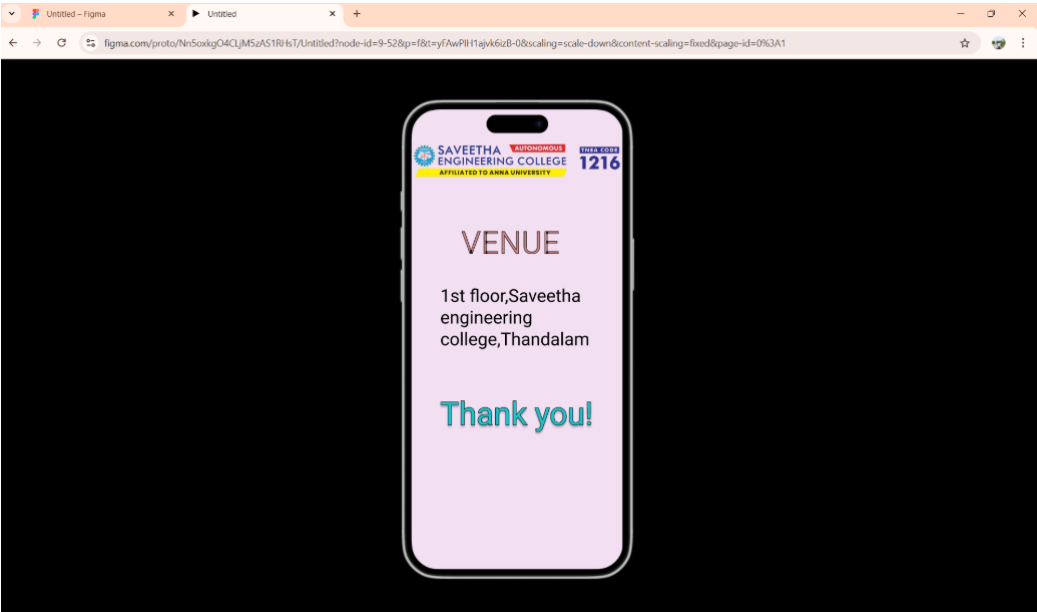 Untitled – Figma
Untitled
figma.com/proto/Nn5oxkgO4CLjM5zAS1RHsT/Untitled?node-id=9-52&p=f&t=yFAwPIH1ajvk6izB-0&scaling=scale-down&content-scaling=fixed&page-id=0%3A1
SAVEETHA AUTONOMOUS
ENGINEERING COLLEGE
AFFILIATED TO ANNA UNIVERSITY
TNEA CODE
1216
VENUE
1st floor,Saveetha
engineering
college,Thandalam
Thank you!